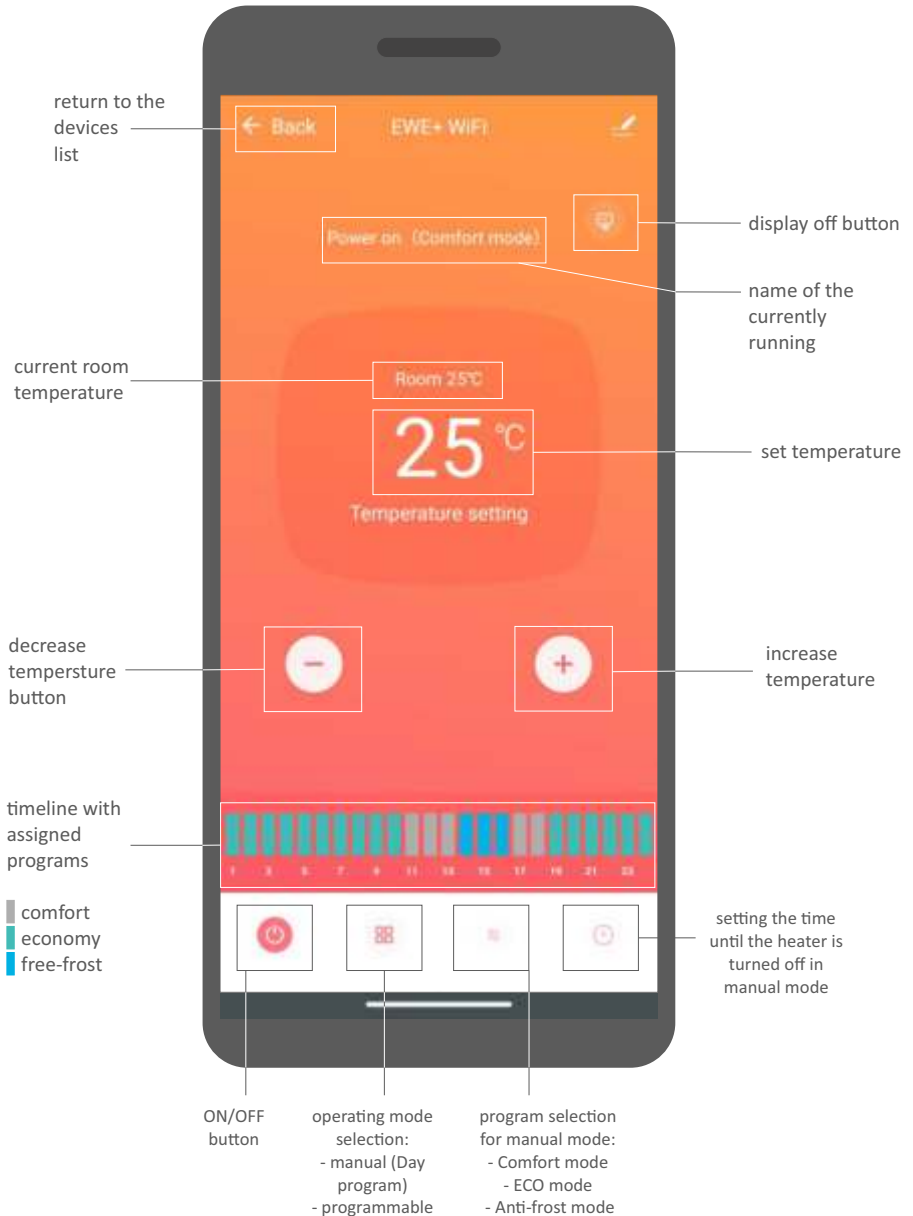 return to the
devices
list
← Back
EWE+ WiFi
display off button
Power on (Comfort mode)
name of the
currently
running
current room
temperature
Room 25°C
25 °C
set temperature
Temperature setting
decrease
tempersture
button
increase
temperature
timeline with
assigned
programs
1 3 5 7 9 11 13 15 17 19 21 23
comfort
economy
free-frost
setting the time
until the heater is
turned off in
manual mode
ON/OFF
button
operating mode
selection:
- manual (Day
program)
- programmable
program selection
for manual mode:
- Comfort mode
- ECO mode
- Anti-frost mode